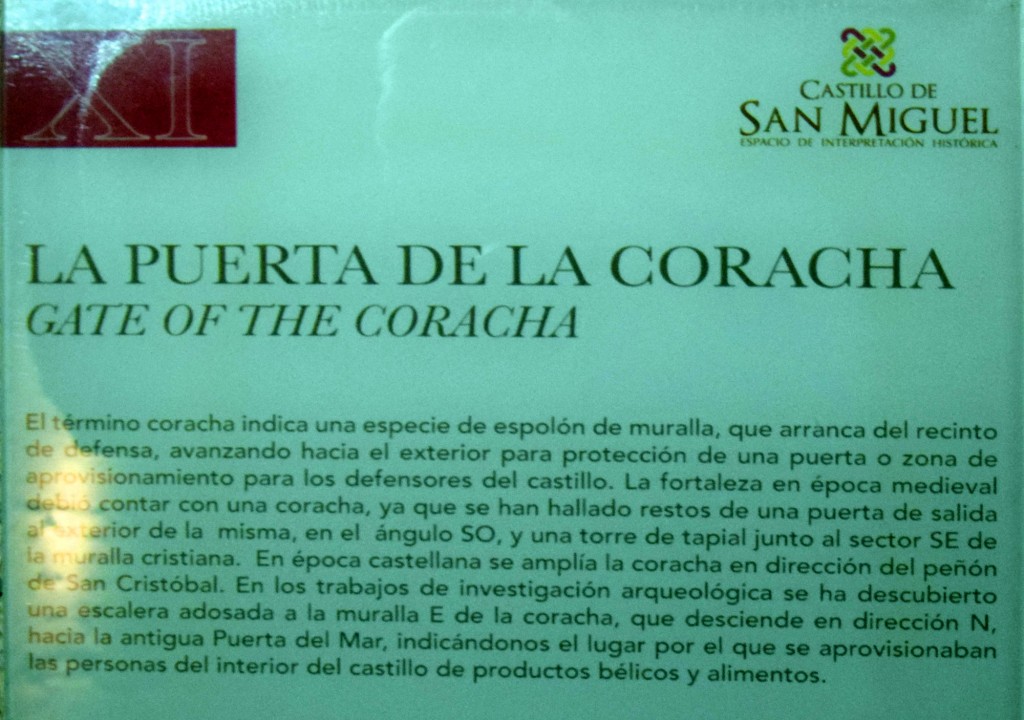 XI
CASTILLO DE
SAN MIGUEL
ESPACIO DE INTERPRETACIÓN HISTÓRICA
LA PUERTA DE LA CORACHA
GATE OF THE CORACHA
El término coracha indica una especie de espolón de muralla, que arranca del recinto
de defensa, avanzando hacia el exterior para protección de una puerta o zona de
aprovisionamiento para los defensores del castillo. La fortaleza en época medieval
debió contar con una coracha, ya que se han hallado restos de una puerta de salida
al exterior de la misma, en el ángulo SO, y una torre de tapial junto al sector SE de
la muralla cristiana. En época castellana se amplía la coracha en dirección del peñón
de San Cristóbal. En los trabajos de investigación arqueológica se ha descubierto
una escalera adosada a la muralla E de la coracha, que desciende en dirección N,
hacia la antigua Puerta del Mar, indicándonos el lugar por el que se aprovisionaban
las personas del interior del castillo de productos bélicos y alimentos.